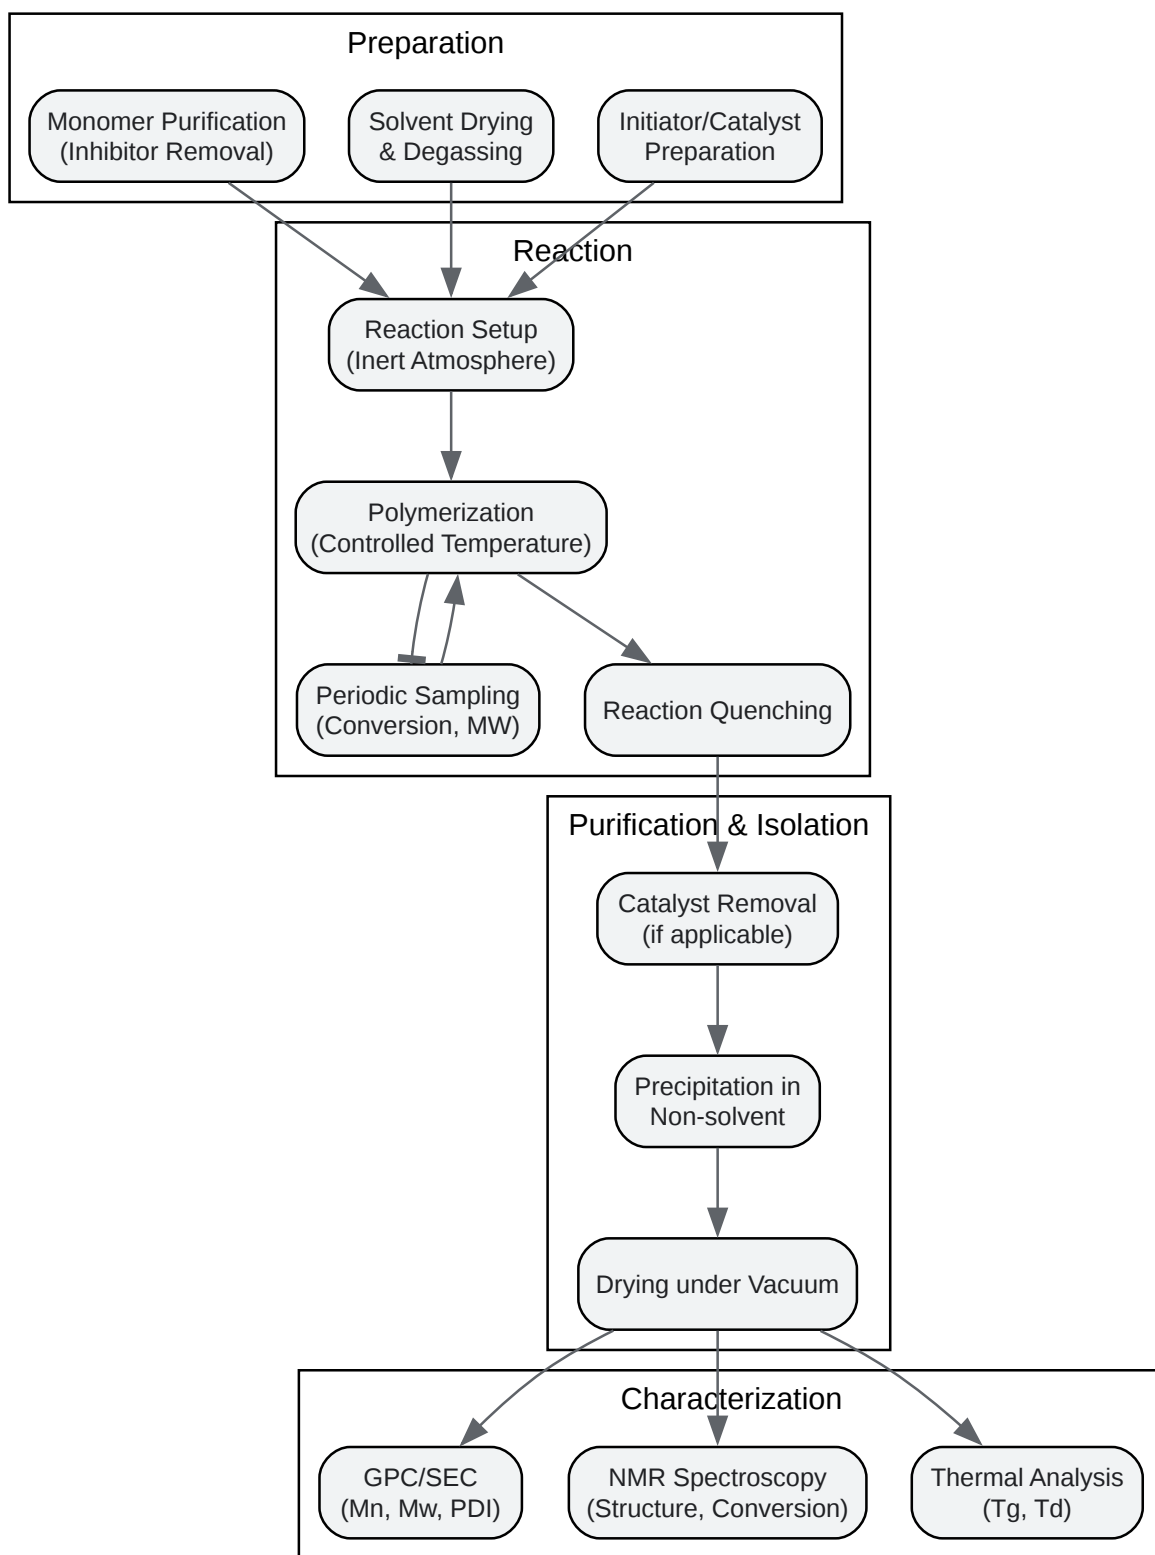 Preparation
Monomer Purification
(Inhibitor Removal)
Solvent Drying
& Degassing
Initiator/Catalyst
Preparation
Reaction
Reaction Setup
(Inert Atmosphere)
Polymerization
(Controlled Temperature)
Periodic Sampling
(Conversion, MW)
Reaction Quenching
Purification & Isolation
Catalyst Removal
(if applicable)
Precipitation in
Non-solvent
Drying under Vacuum
Characterization
GPC/SEC
(Mn, Mw, PDI)
NMR Spectroscopy
(Structure, Conversion)
Thermal Analysis
(Tg, Td)